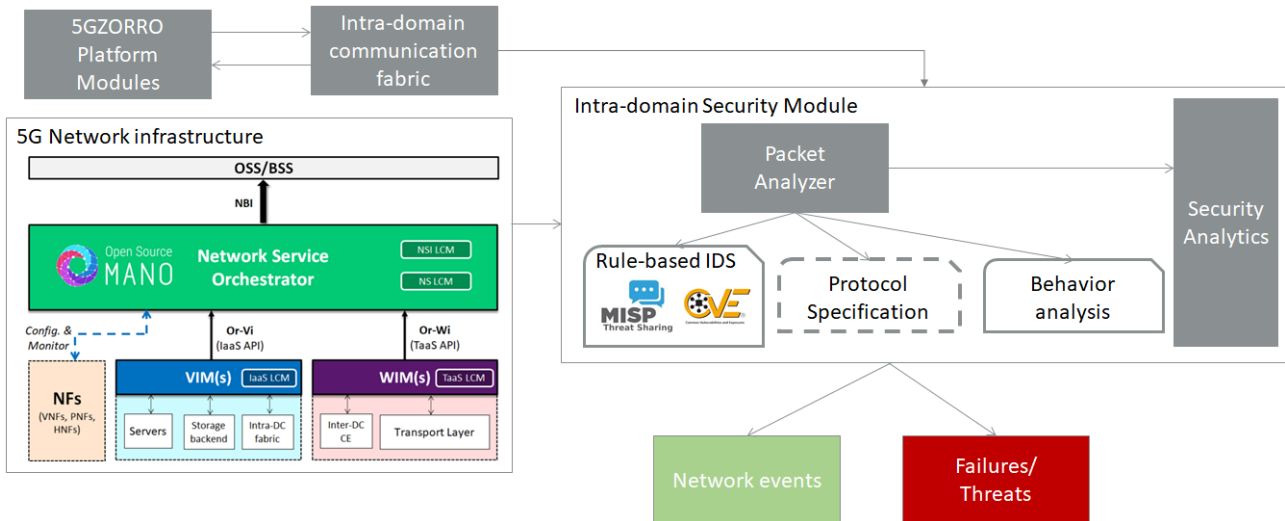 5GZORRO
Platform
Modules
Intra-domain
communication
fabric
5G Network infrastructure
OSS/BSS
NBI
Open Source
MANO
Network Service
Orchestrator
NSI LCM
NS LCM
Config. &
Monitor
Or-Vi
(IaaS API)
Or-Wi
(TaaS API)
NFs
(VNFs, PNFs,
HNFs)
VIM(s)
IaaS LCM
Servers
Storage
backend
Intra-DC
fabric
WIM(s)
TaaS LCM
Inter-DC
CE
Transport Layer
Intra-domain Security Module
Packet
Analyzer
Security
Analytics
Rule-based IDS
MISP
Threat Sharing
CVE
Common Vulnerabilities and Exposures
Protocol
Specification
Behavior
analysis
Network events
Failures/
Threats